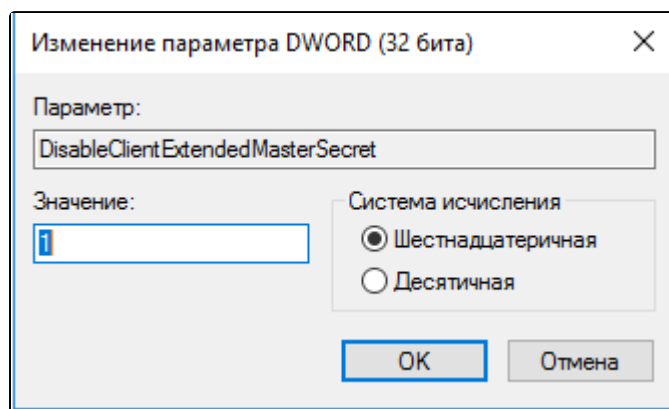 Изменение параметра DWORD (32 бита)
Параметр:
DisableClientExtendedMasterSecret
Значение:
1
Система исчисления
Шестнадцатеричная
Десятичная
OK
Отмена